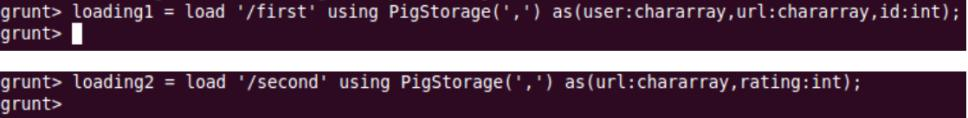 grunt> loading1 = load '/first' using PigStorage(',') as(user:chararray,url:chararray,id:int);
grunt>
grunt> loading2 = load '/second' using PigStorage(',') as(url:chararray,rating:int);
grunt>